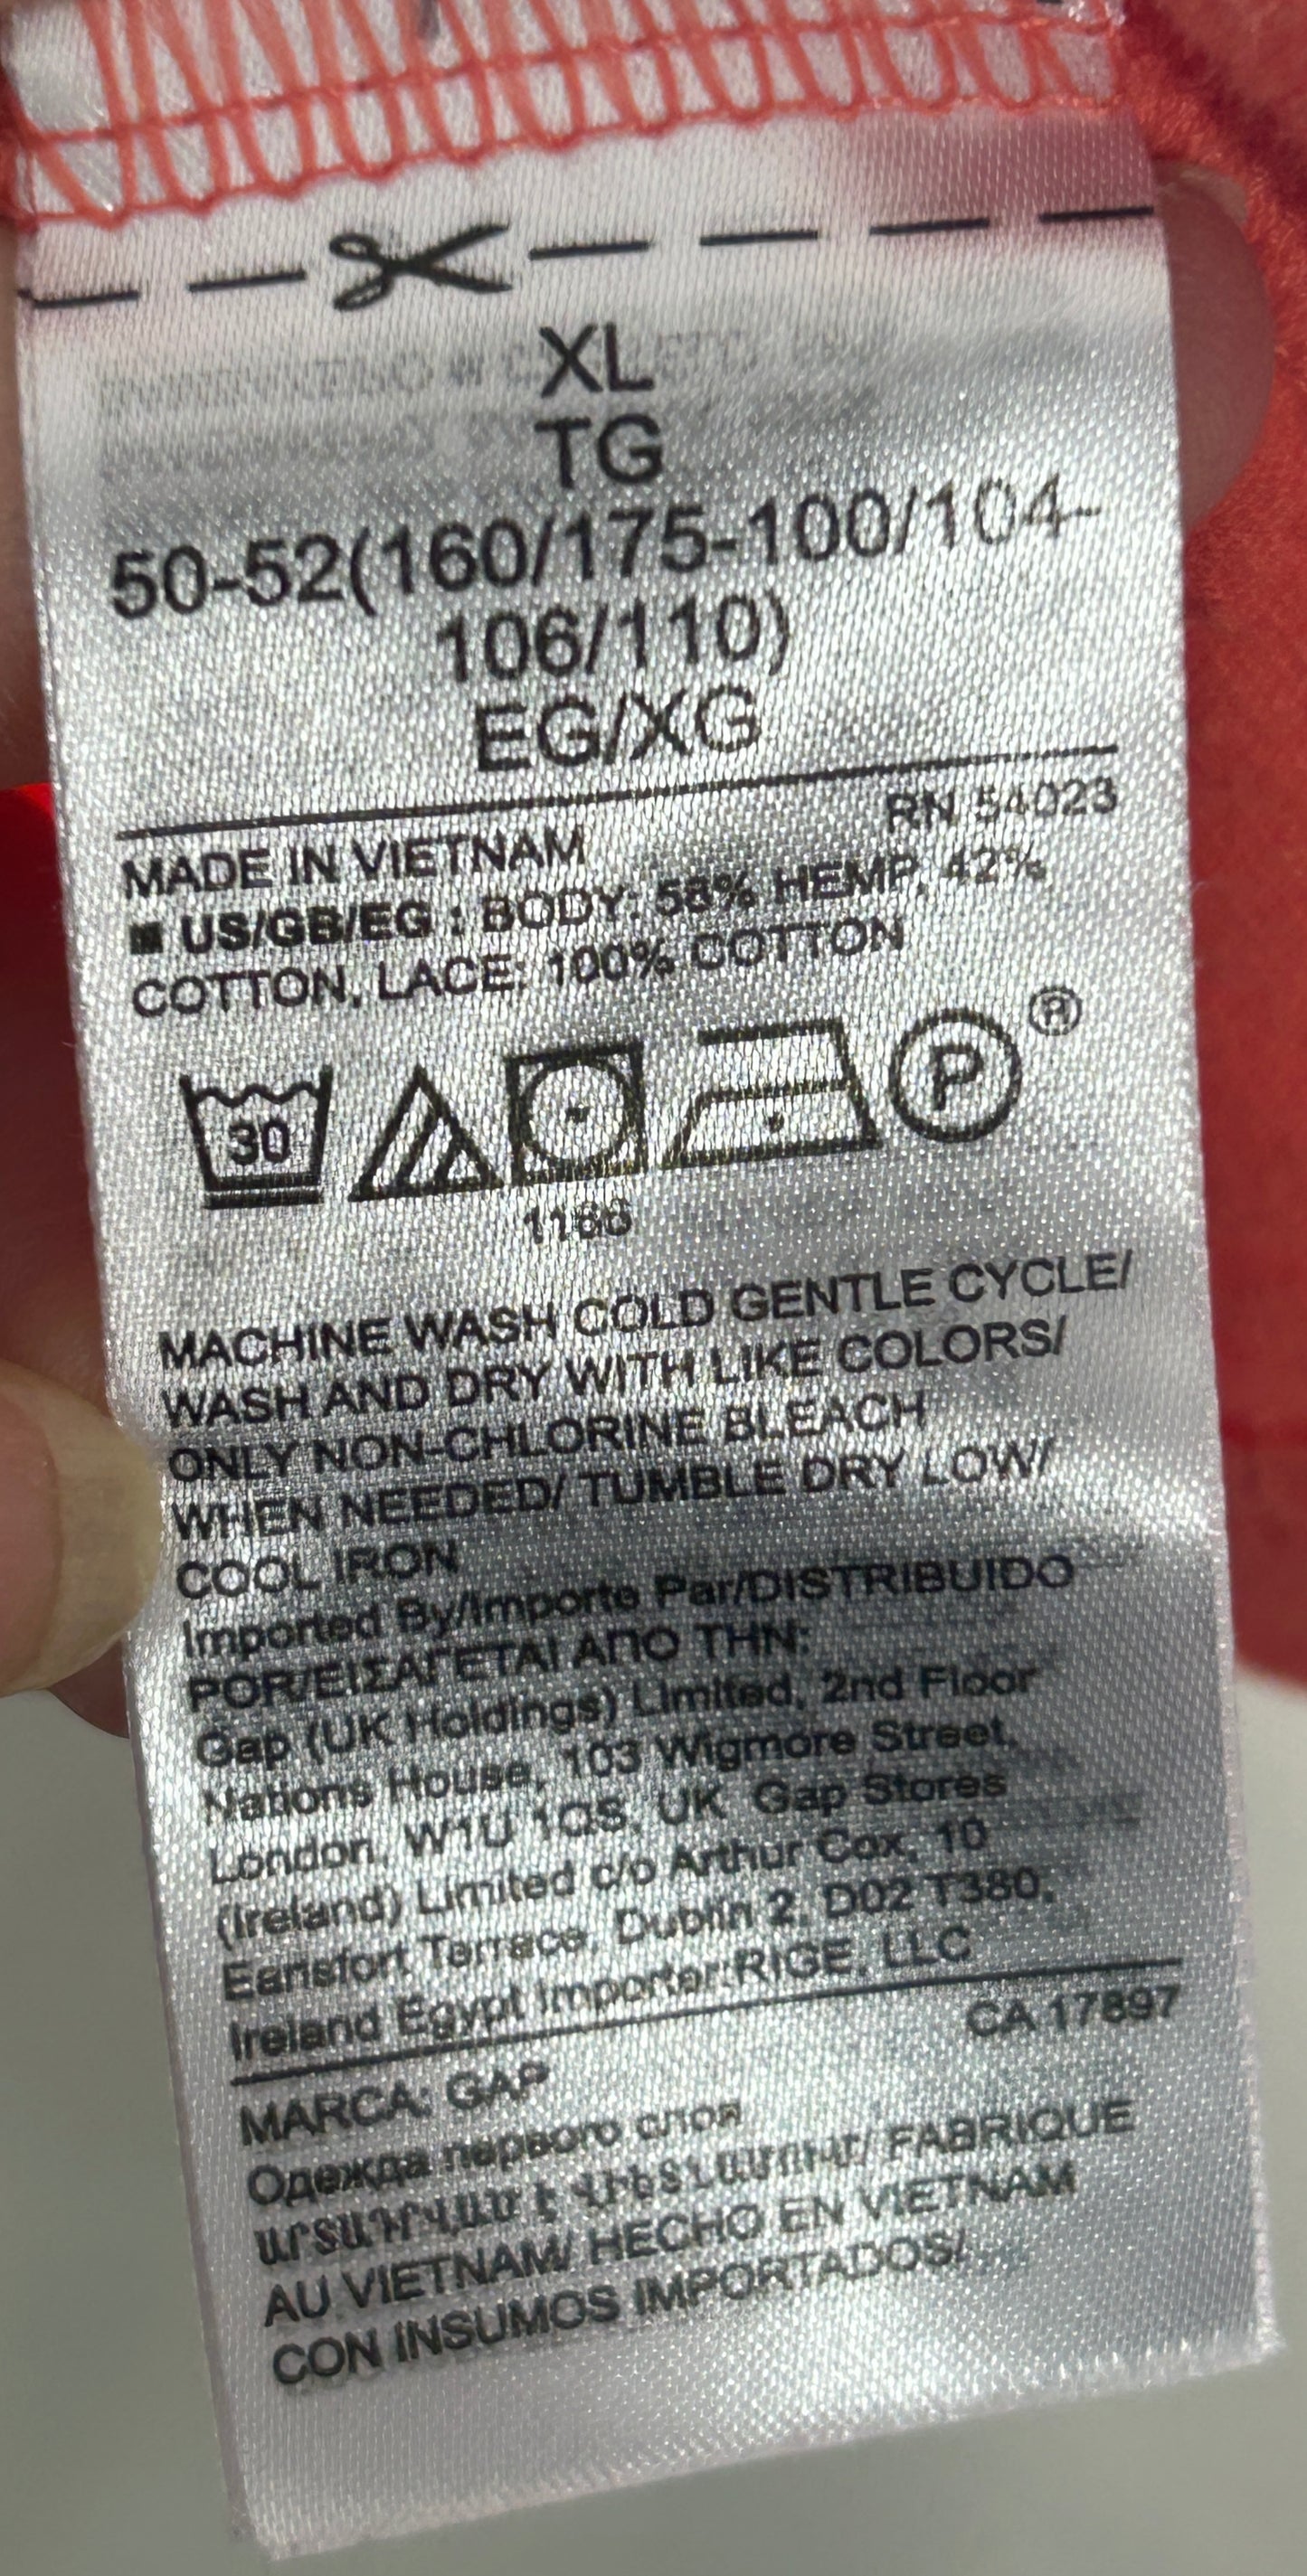 XL
TG
50-52(160/175-100/104-
106/110)
EG/XG
RN 54023
MADE IN VIETNAM
■ US/GB/EG : BODY: 58% HEMP, 42%
COTTON, LACE: 100% COTTON
30
P ®
MACHINE WASH COLD GENTLE CYCLE/
WASH AND DRY WITH LIKE COLORS/
ONLY NON-CHLORINE BLEACH
WHEN NEEDED/ TUMBLE DRY LOW/
COOL IRON
Imported By/Importe Par/DISTRIBUIDO
POR/ΕΙΣΑΓΕΤΑΙ ΑΠΟ ΤΗΝ:
Gap (UK Holdings) Limited, 2nd Floor
Nations House, 103 Wigmore Street,
London, W1U 1QS, UK Gap Stores
(Ireland) Limited c/o Arthur Cox, 10
Earlsfort Terrace, Dublin 2, D02 T380,
Ireland Egypt Importer:RIGE, LLC
CA 17897
MARCA: GAP
Одежда первого слоя
/ FABRIQUE
AU VIETNAM/ HECHO EN VIETNAM
CON INSUMOS IMPORTADOS/